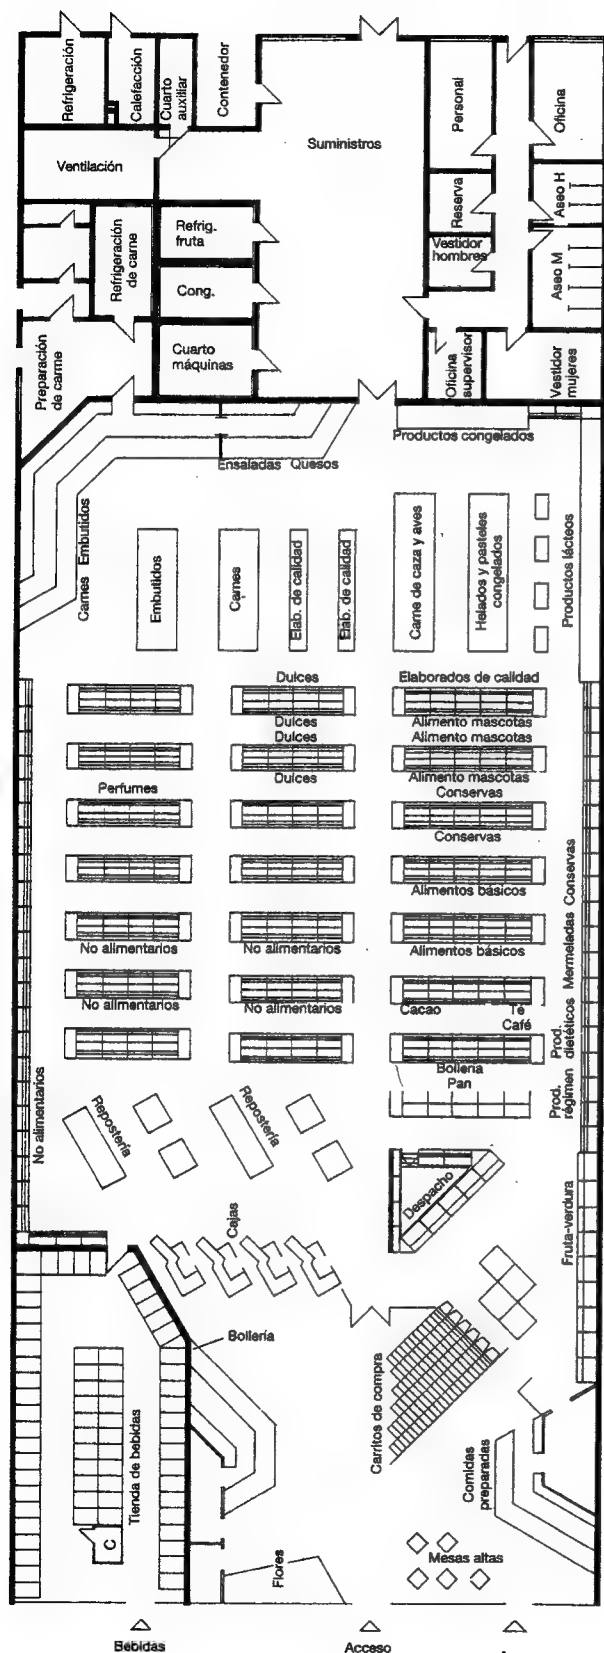 Refrigeración
Calefacción
Cuarto
auxiliar
Contenedor
Suministros
Personal
Oficina
Ventilación
Reserva
Aseo H
Refrigeración
de carne
Refrig.
fruta
Vestidor
hombres
Cong.
Aseo M
Preparación
de carme
Cuarto
máquinas
Oficina
supervisor
Vestidor
mujeres
Productos congelados
Ensaladas Quesos
Carnes Embutidos
Embutidos
Carnes
Elab. de calidad
Elab. de calidad
Carne de caza y aves
Helados y pasteles
congelados
Productos lácteos
Dulces
Elaborados de calidad
Dulces
Alimento mascotas
Dulces
Alimento mascotas
Dulces
Alimento mascotas
Perfumes
Conservas
Conservas
Conservas
Alimentos básicos
No alimentarios
No alimentarios
Alimentos básicos
Mermeladas
No alimentarios
No alimentarios
Cacao Té
Café
Prod.
dietéticos
Bollería
Pan
Prod.
régimen
No alimentarios
Repostería
Repostería
Despacho
Fruta-verdura
Cajas
Bollería
Carritos de compra
Tienda de bebidas
C
Comidas
preparadas
Flores
Mesas altas
Bebidas
Acceso